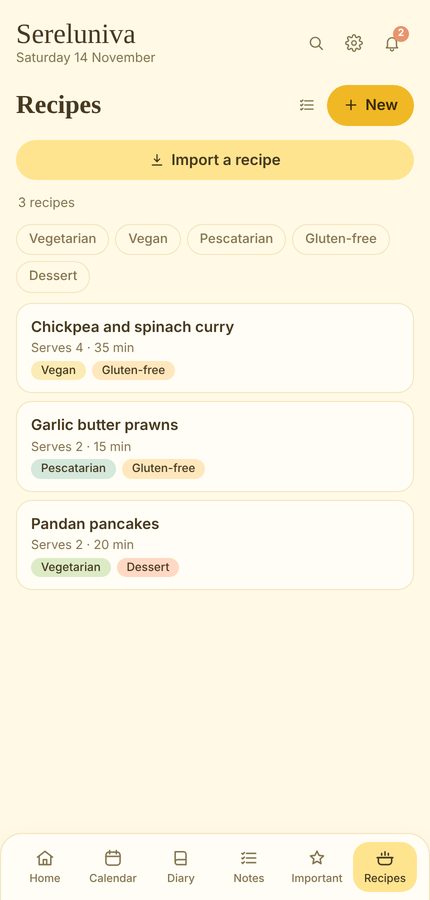 Sereluniva
Saturday 14 November
2
Recipes
New
Import a recipe
3 recipes
Vegetarian
Vegan
Pescatarian
Gluten-free
Dessert
Chickpea and spinach curry
Serves 4 · 35 min
Vegan
Gluten-free
Garlic butter prawns
Serves 2 · 15 min
Pescatarian
Gluten-free
Pandan pancakes
Serves 2 · 20 min
Vegetarian
Dessert
Home
Calendar
Diary
Notes
Important
Recipes